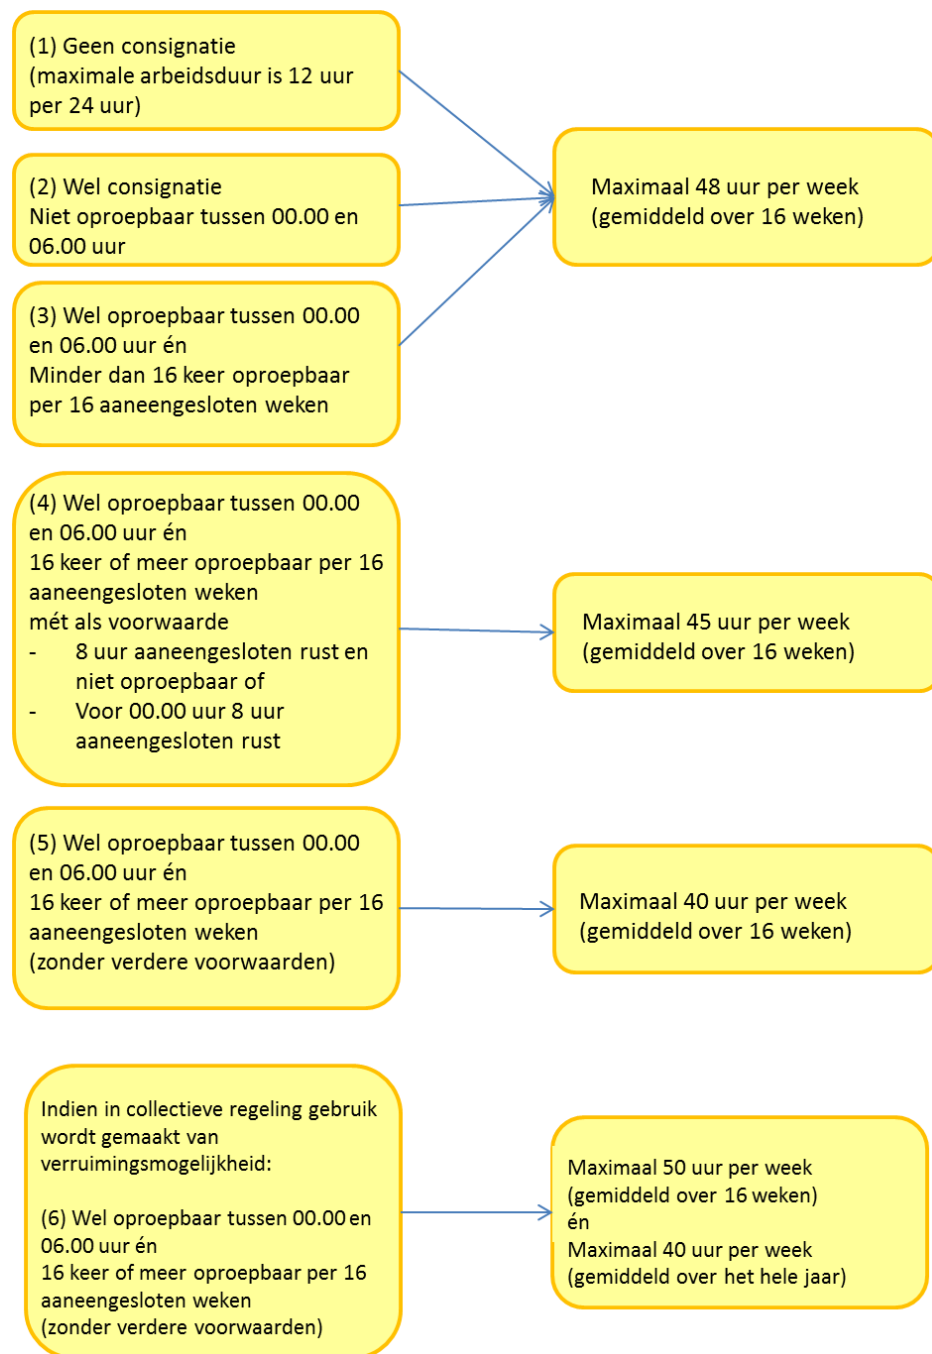 (1) Geen consignatie
(maximale arbeidsduur is 12 uur
per 24 uur)
(2) Wel consignatie
Niet oproepbaar tussen 00.00 en
06.00 uur
(3) Wel oproepbaar tussen 00.00
en 06.00 uur én
Minder dan 16 keer oproepbaar
per 16 aaneengesloten weken
Maximaal 48 uur per week
(gemiddeld over 16 weken)
(4) Wel oproepbaar tussen 00.00
en 06.00 uur én
16 keer of meer oproepbaar per 16
aaneengesloten weken
mét als voorwaarde
- 8 uur aaneengesloten rust en
niet oproepbaar of
- Voor 00.00 uur 8 uur
aaneengesloten rust
Maximaal 45 uur per week
(gemiddeld over 16 weken)
(5) Wel oproepbaar tussen 00.00
en 06.00 uur én
16 keer of meer oproepbaar per 16
aaneengesloten weken
(zonder verdere voorwaarden)
Maximaal 40 uur per week
(gemiddeld over 16 weken)
Indien in collectieve regeling gebruik
wordt gemaakt van
verruimingsmogelijkheid:
(6) Wel oproepbaar tussen 00.00 en
06.00 uur én
16 keer of meer oproepbaar per 16
aaneengesloten weken
(zonder verdere voorwaarden)
Maximaal 50 uur per week
(gemiddeld over 16 weken)
én
Maximaal 40 uur per week
(gemiddeld over het hele jaar)